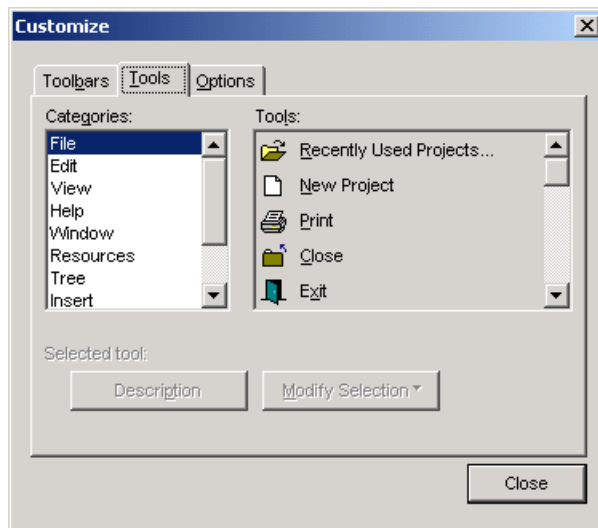 Customize
Toolbars Tools Options
Categories: Tools:
File
Edit
View
Help
Window
Resources
Tree
Insert
Recently Used Projects...
New Project
Print
Close
Exit
Selected tool:
Description Modify Selection
Close